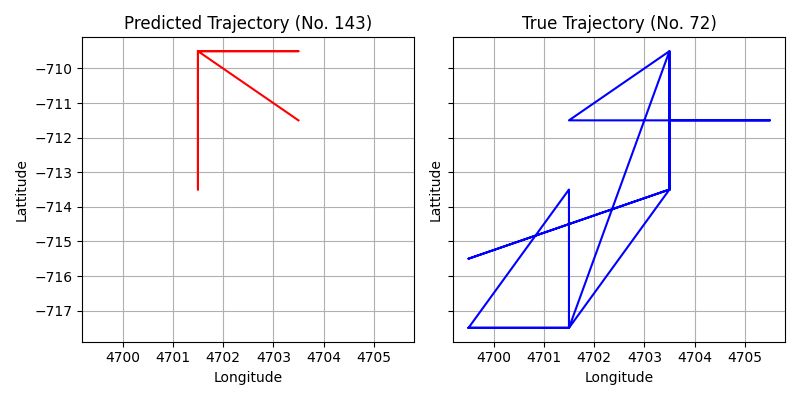 Predicted Trajectory (No. 143)
−710
−711
−712
−713
−714
−715
−716
−717
Lattitude
4700 4701 4702 4703 4704 4705
Longitude
True Trajectory (No. 72)
Lattitude
4700 4701 4702 4703 4704 4705
Longitude